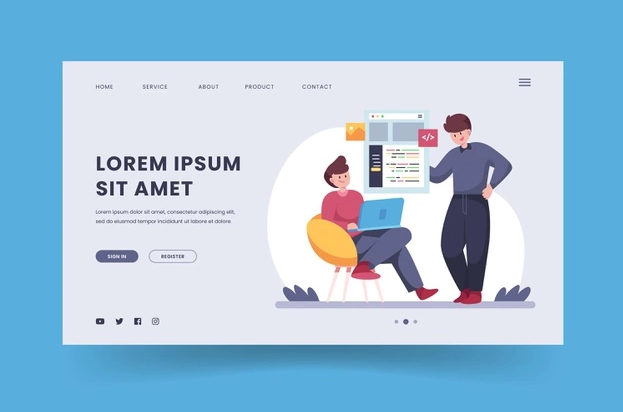 HOME SERVICE ABOUT PRODUCT CONTACT
LOREM IPSUM
SIT AMET
Lorem ipsum dolor sit amet, consectetur adipiscing elit,
sed do eiusmod tempor incididunt ut labore et dolore
SIGN IN REGISTER
</>